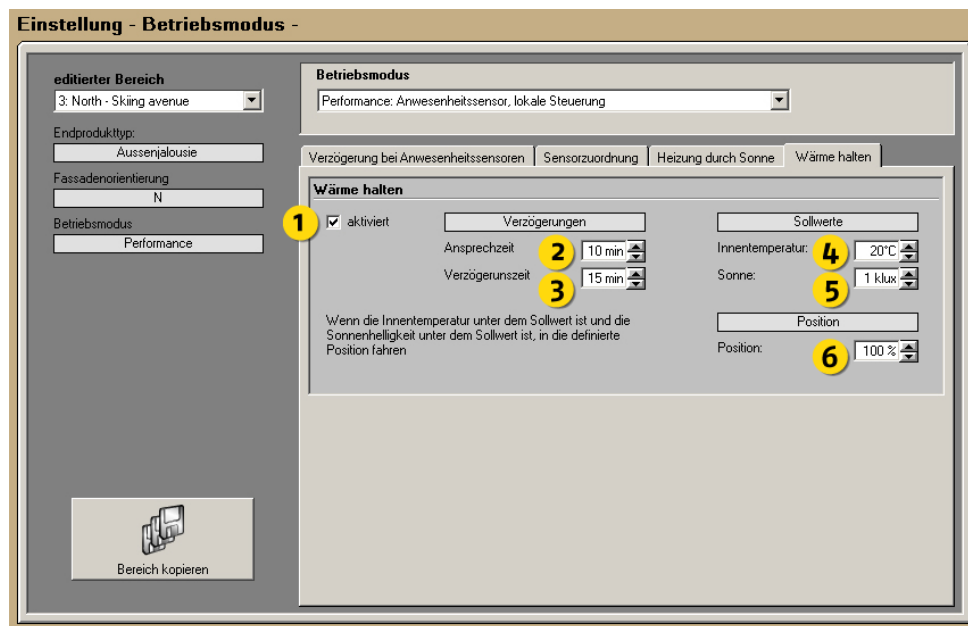 Einstellung - Betriebsmodus -
editierter Bereich
3: North - Skiing avenue
Endprodukttyp:
Aussenjalousie
Fassadenorientierung
N
Betriebsmodus
Performance
Bereich kopieren
Betriebsmodus
Performance: Anwesenheitssensor, lokale Steuerung
Verzögerung bei Anwesenheitssensoren
Sensorzuordnung
Heizung durch Sonne
Wärme halten
Wärme halten
1
aktiviert
Verzögerungen
Ansprechzeit
2
10 min
Verzögerunszeit
3
15 min
Wenn die Innentemperatur unter dem Sollwert ist und die
Sonnenhelligkeit unter dem Sollwert ist, in die definierte
Position fahren
Sollwerte
Innentemperatur:
4
20°C
Sonne:
5
1 klux
Position
Position:
6
100 %